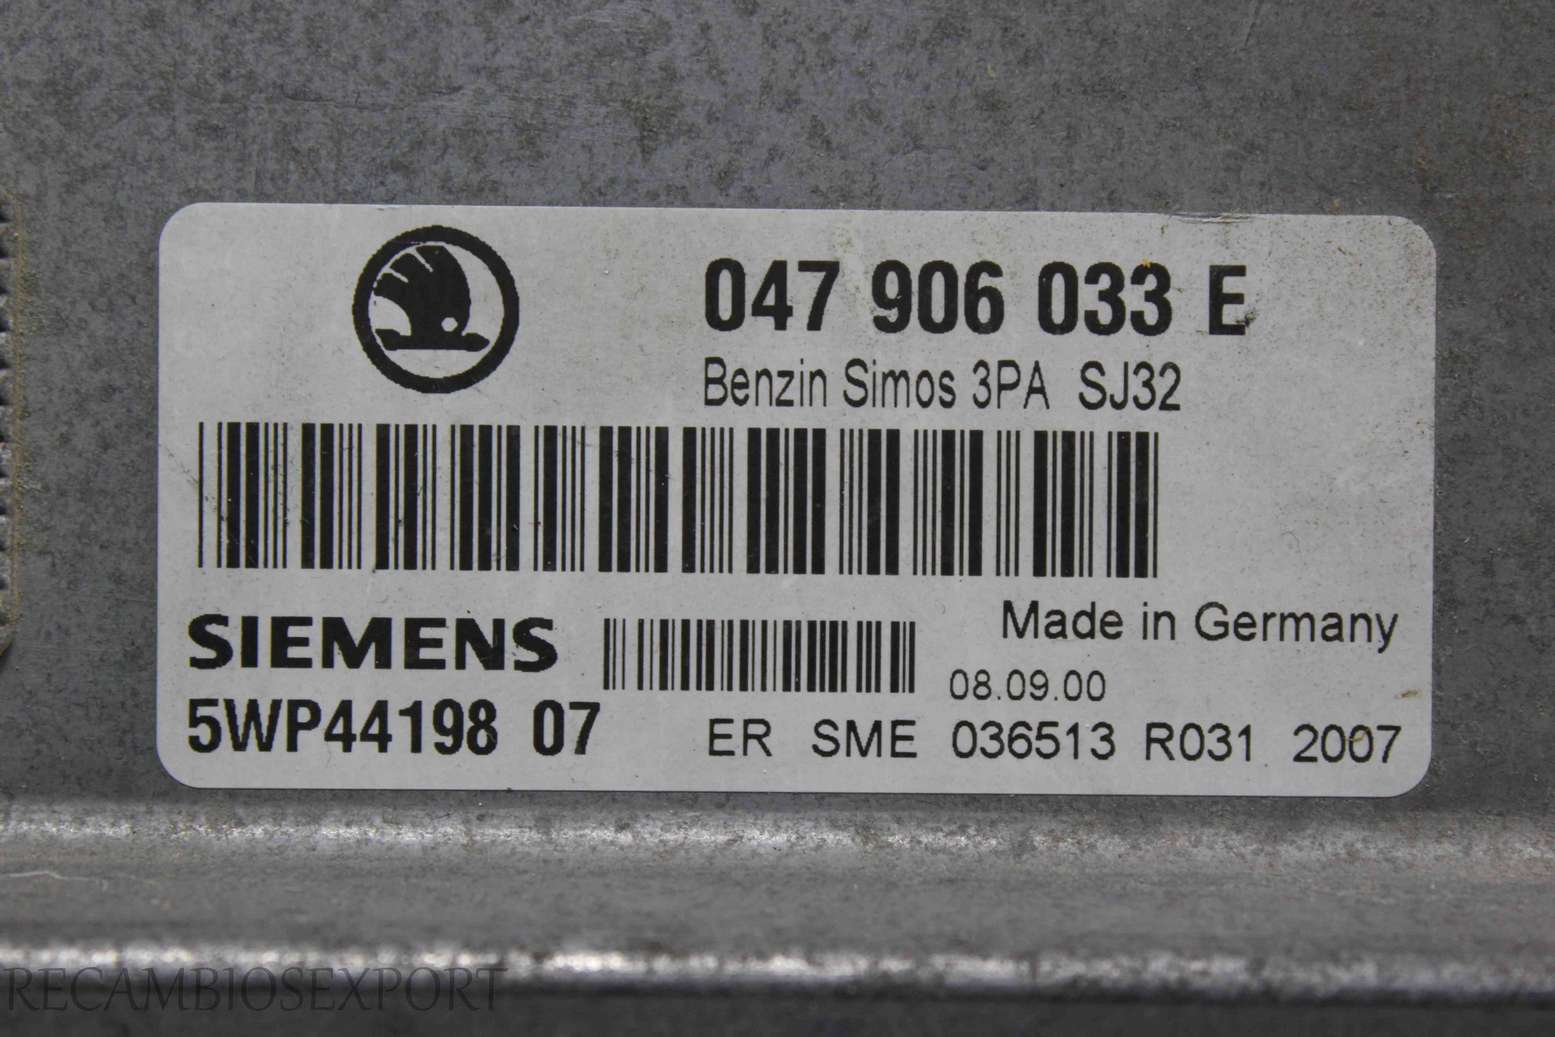 047 906 033 E
Benzin Simos 3PA SJ32
SIEMENS
Made in Germany
08.09.00
5WP44198 07
ER SME 036513 R031 2007
RECAMBIOSEXPORT